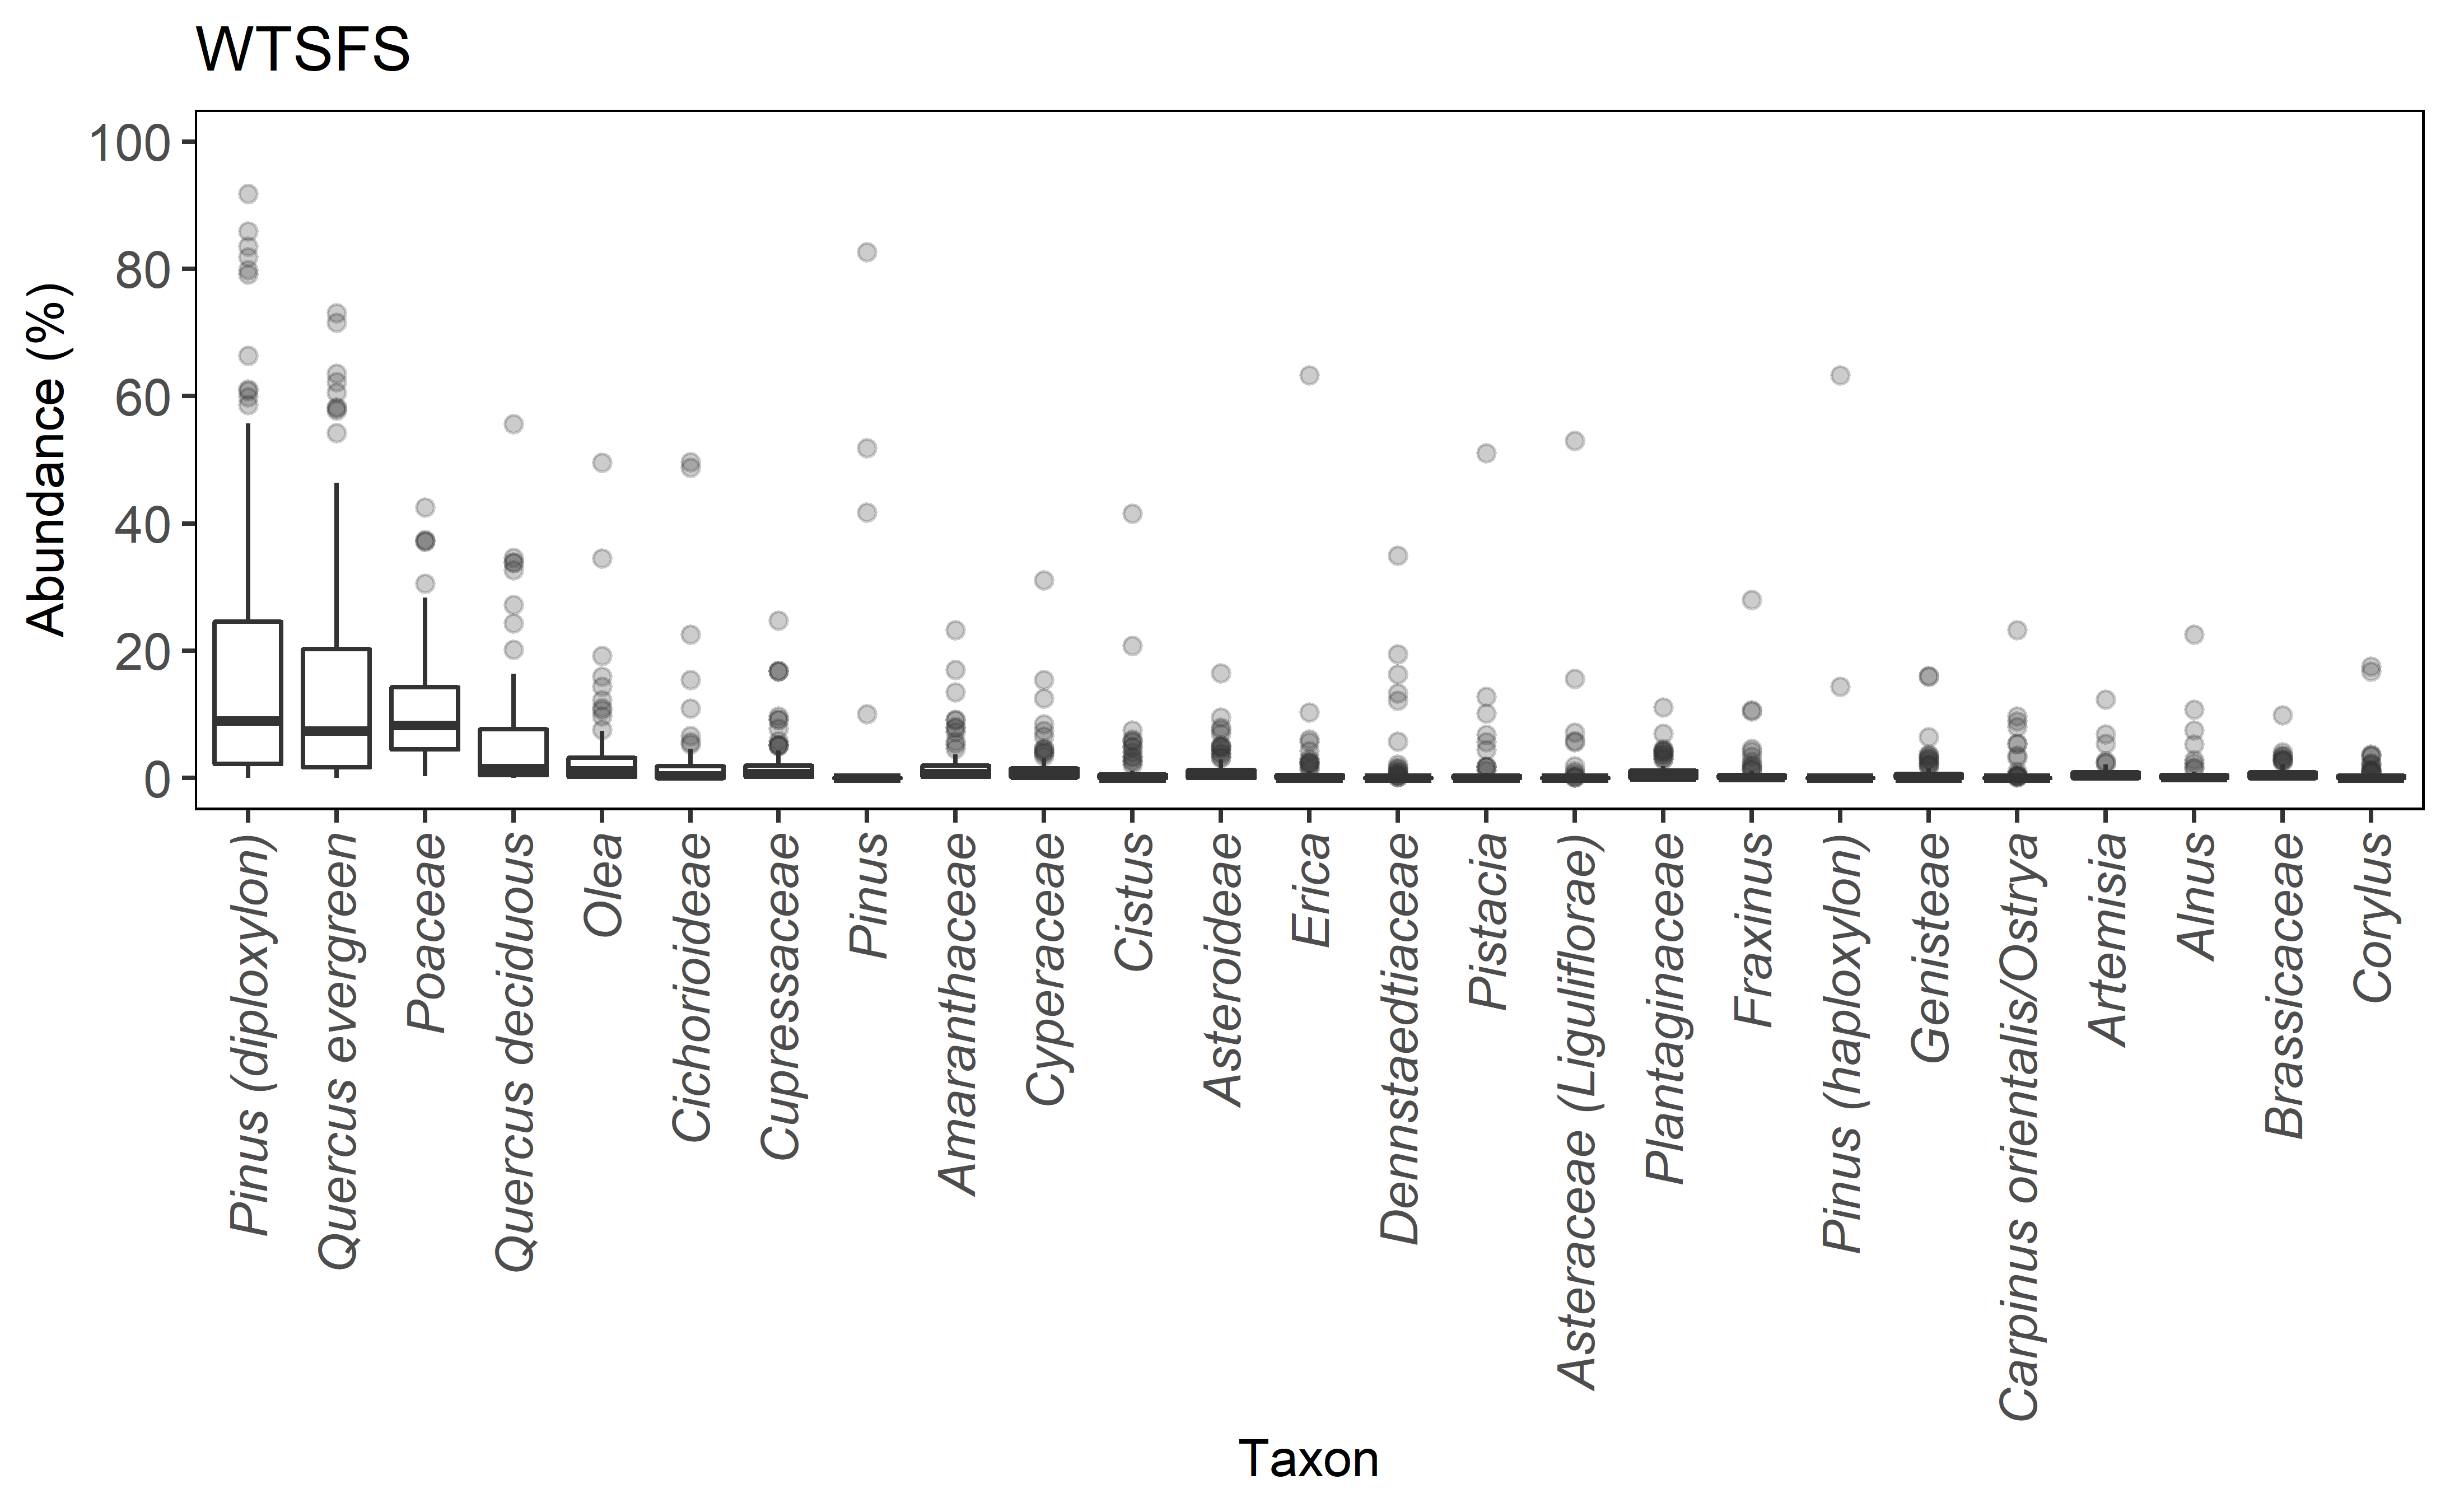 WTSFS
Abundance (%)
100
80
60
40
20
0
Pinus (diploxylon)
Quercus evergreen
Poaceae
Quercus deciduous
Olea
Cichorioideae
Cupressaceae
Pinus
Amaranthaceae
Cyperaceae
Cistus
Asteroideae
Erica
Dennstaedtiaceae
Pistacia
Asteraceae (Liguliflorae)
Plantaginaceae
Fraxinus
Pinus (haploxylon)
Genisteae
Carpinus orientalis/Ostrya
Artemisia
Alnus
Brassicaceae
Corylus
Taxon